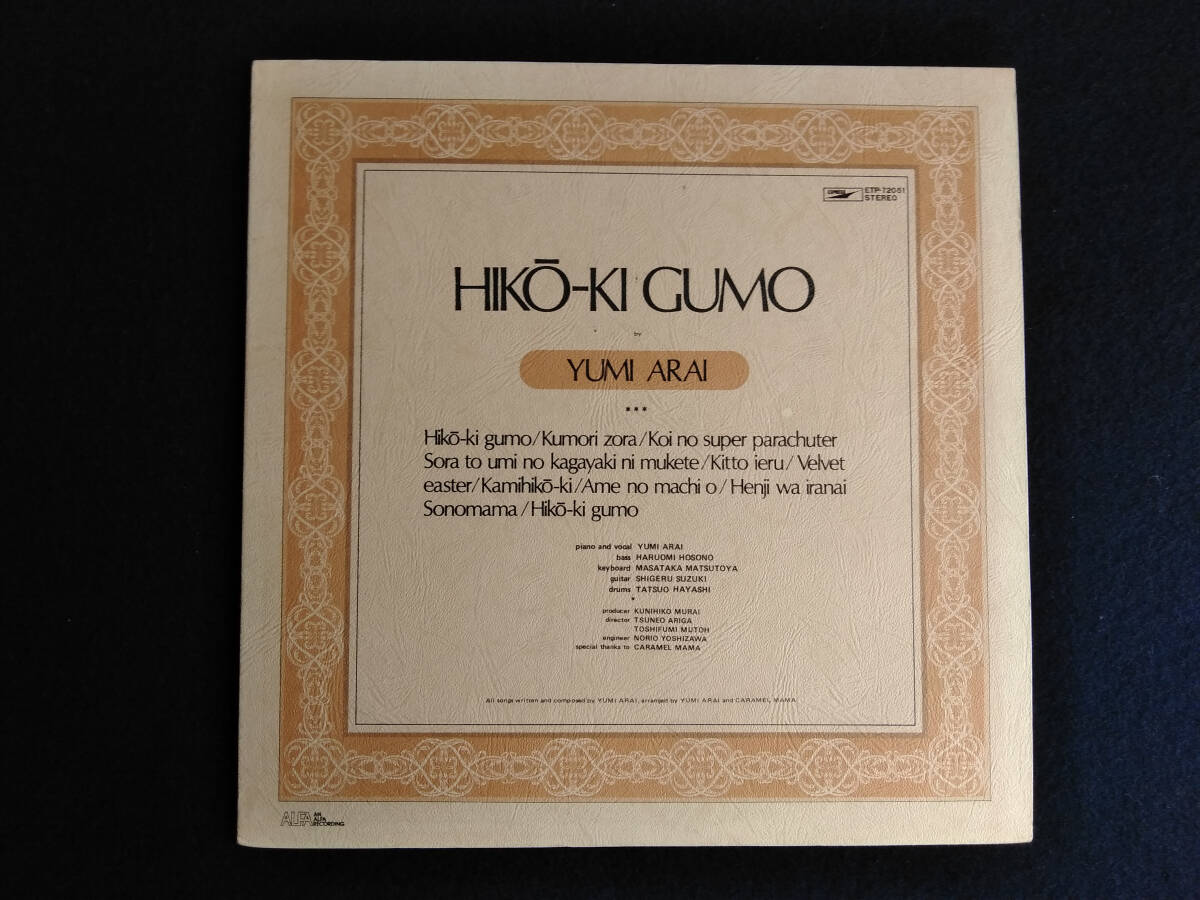 EXPRESS
ETP-72051
STEREO
HIKŌ-KI GUMO
by
YUMI ARAI
***
Hikō-ki gumo/Kumori zora/Koi no super parachuter
Sora to umi no kagayaki ni mukete/Kitto ieru/Velvet
easter/Kamihikō-ki/Ame no machi o/Henji wa iranai
Sonomama/Hikō-ki gumo
piano and vocal YUMI ARAI
bass HARUOMI HOSONO
keyboard MASATAKA MATSUTOYA
guitar SHIGERU SUZUKI
drums TATSUO HAYASHI
*
producer KUNIHIKO MURAI
director TSUNEO ARIGA
TOSHIFUMI MUTOH
engineer NORIO YOSHIZAWA
special thanks to CARAMEL MAMA
All songs written and composed by YUMI ARAI, arranged by YUMI ARAI and CARAMEL MAMA
ALFA AN
ALFA
RECORDING